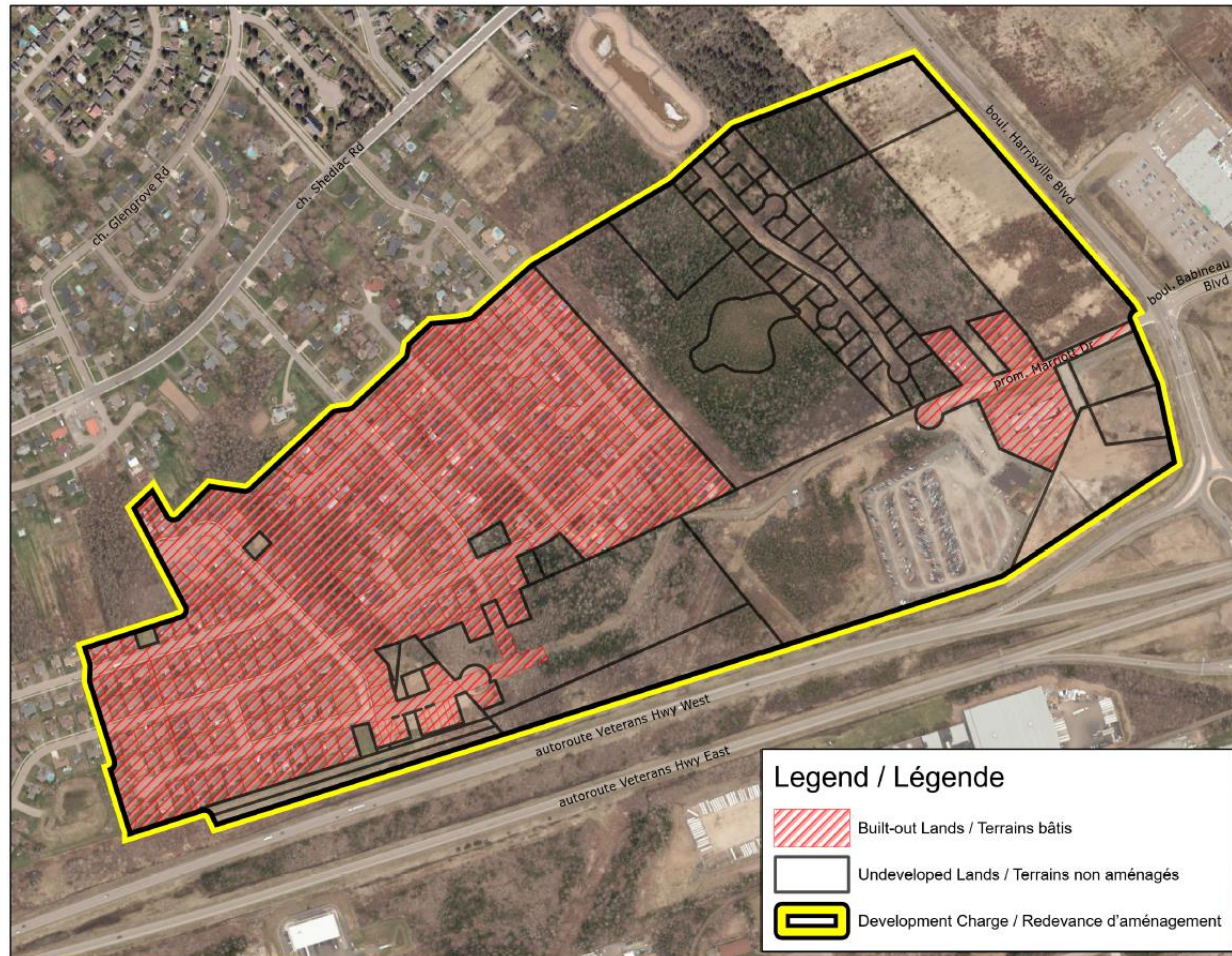 ch. Glengrove Rd
ch. Shediac Rd
boul. Harrisville Blvd
boul. Babineau
Blvd
prom. Marriott Dr
autoroute Veterans Hwy West
autoroute Veterans Hwy East
Legend / Légende
Built-out Lands / Terrains bâtis
Undeveloped Lands / Terrains non aménagés
Development Charge / Redevance d'aménagement